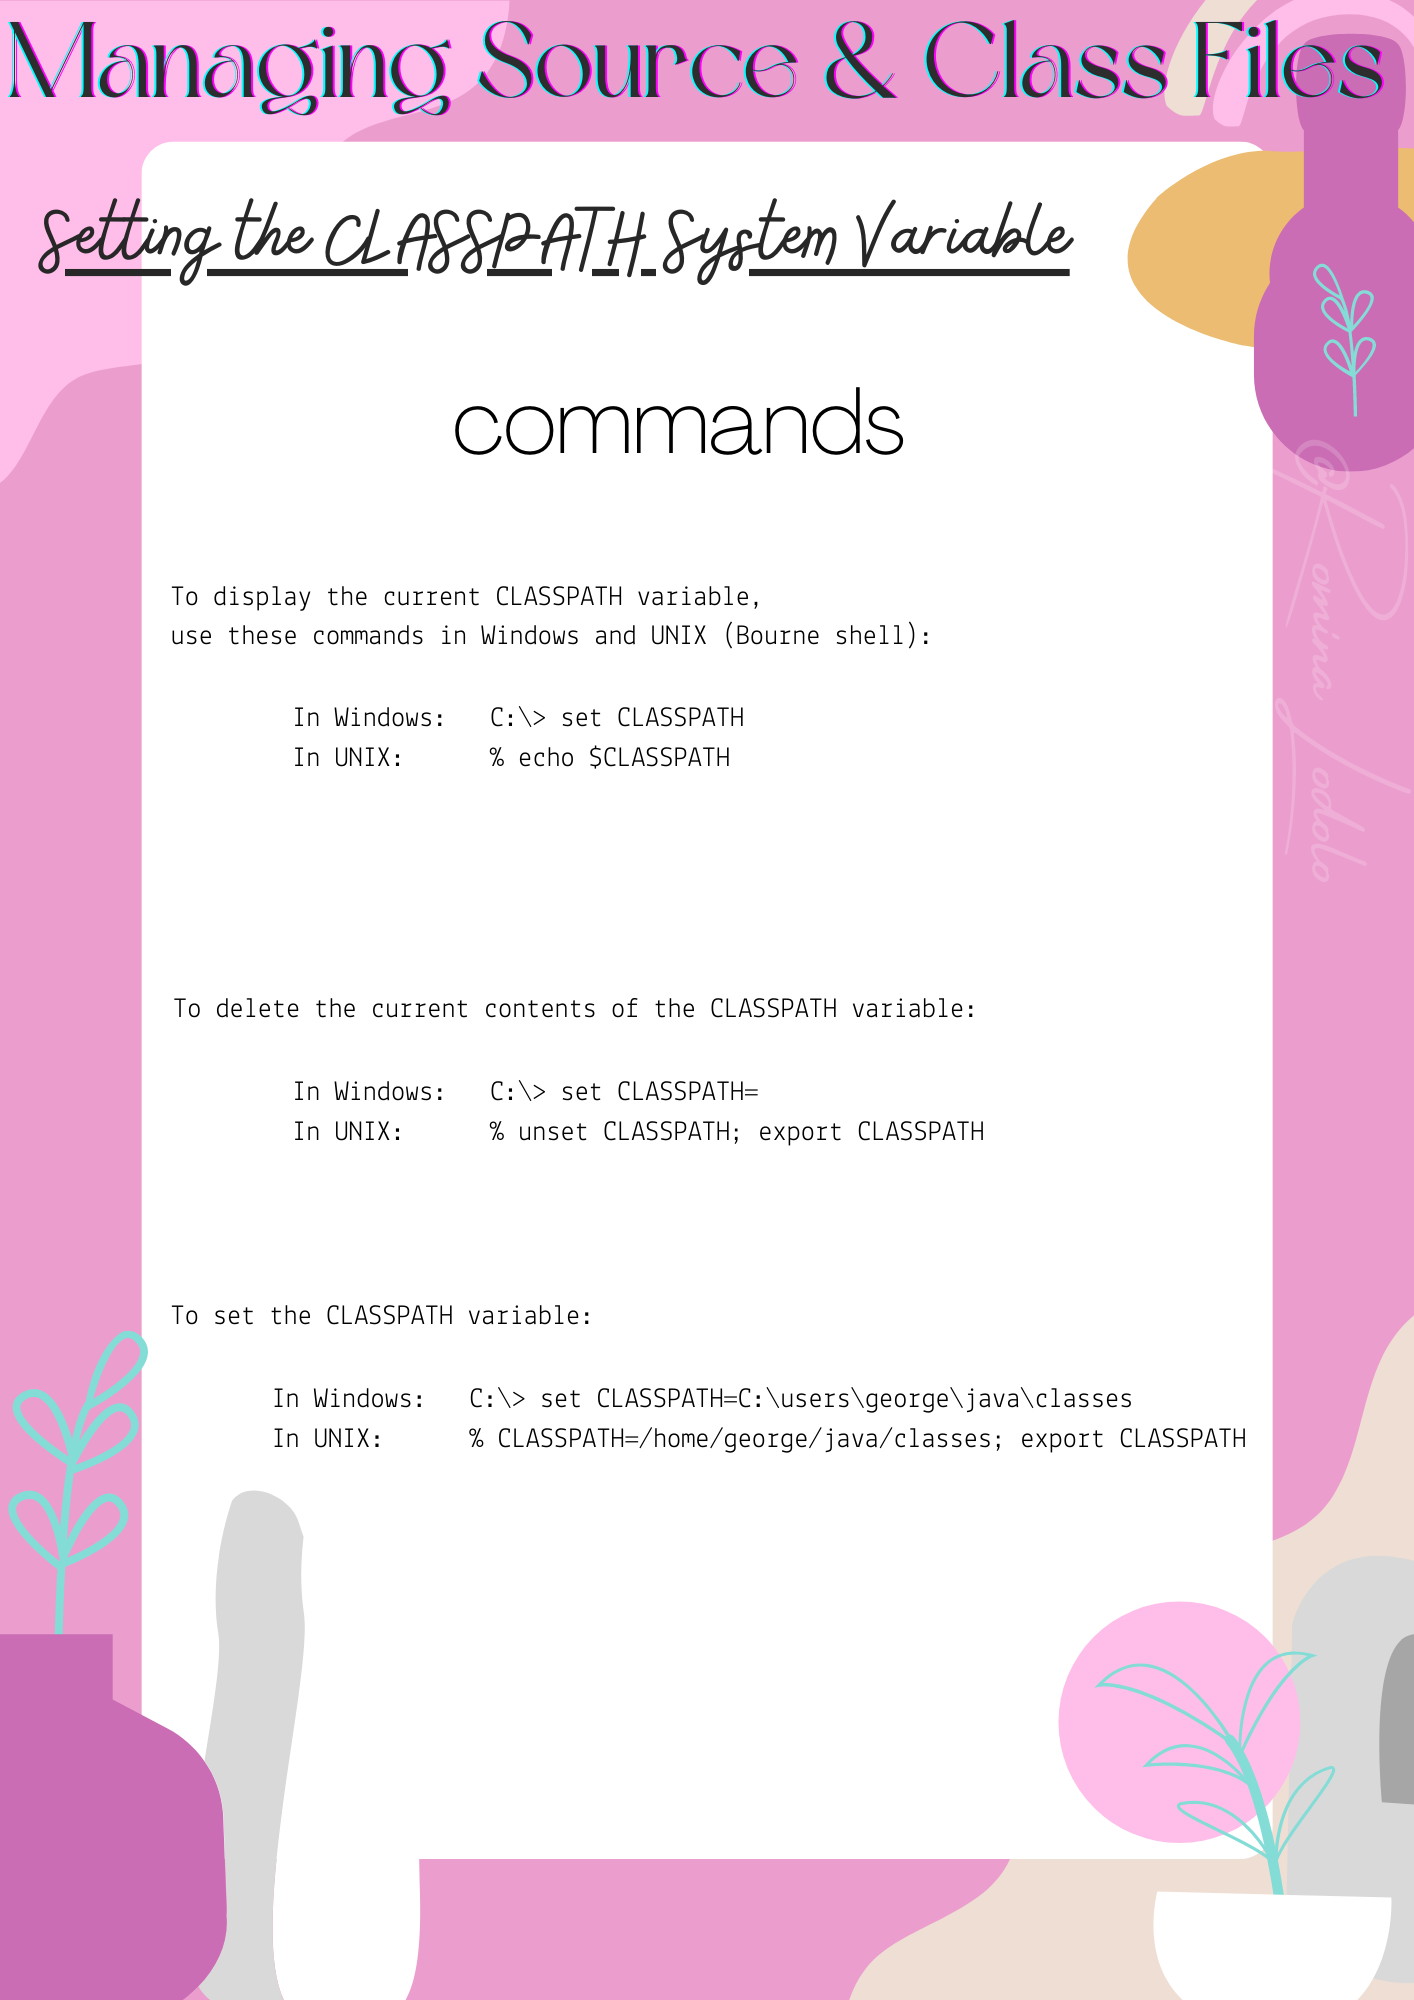 Managing Source & Class Files
Setting the CLASSPATH System Variable
commands
To display the current CLASSPATH variable,
use these commands in Windows and UNIX (Bourne shell):
In Windows:   C:\> set CLASSPATH
In UNIX:      % echo $CLASSPATH
To delete the current contents of the CLASSPATH variable:
In Windows:   C:\> set CLASSPATH=
In UNIX:      % unset CLASSPATH; export CLASSPATH
To set the CLASSPATH variable:
In Windows:   C:\> set CLASSPATH=C:\users\george\java\classes
In UNIX:      % CLASSPATH=/home/george/java/classes; export CLASSPATH
@Romina Lodolo